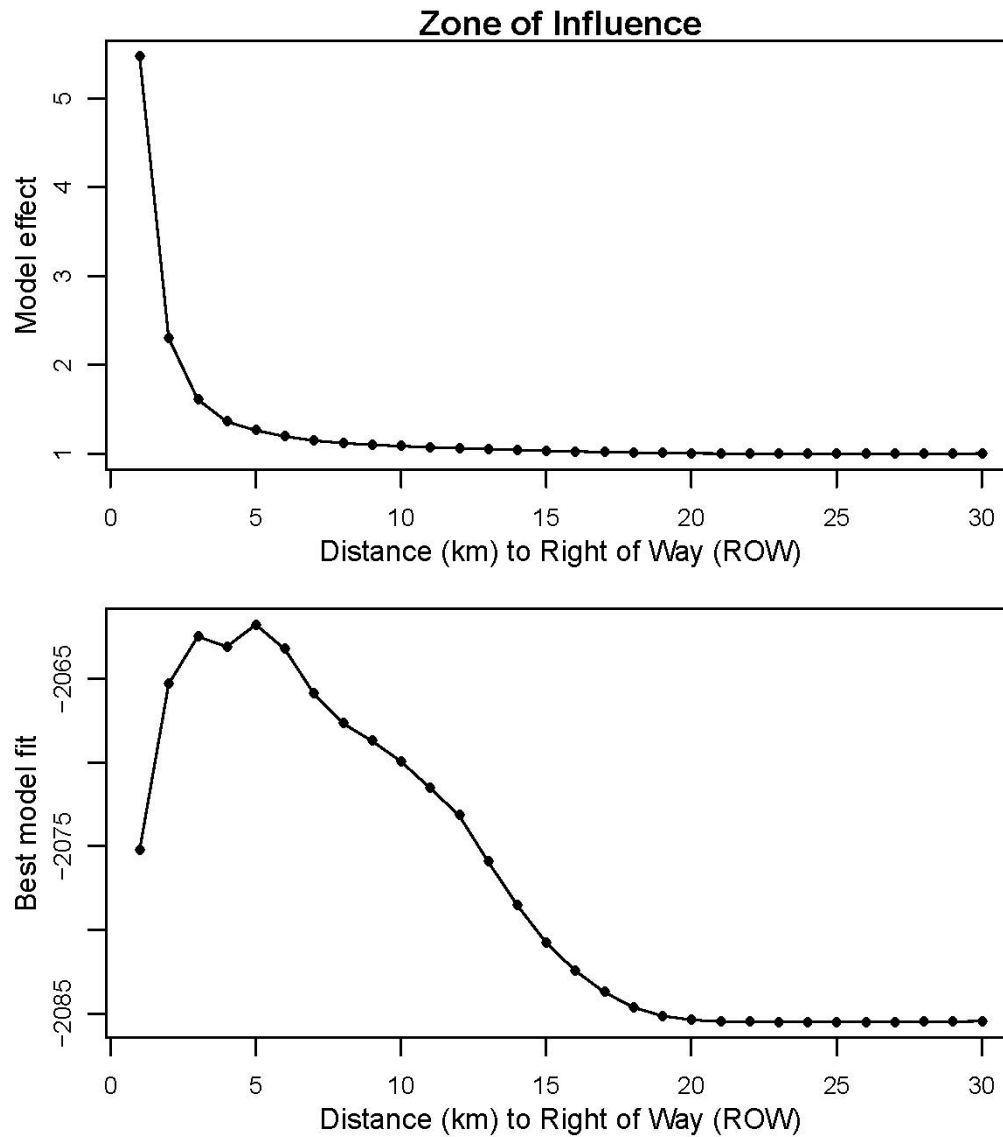 Zone of Influence
Model effect
5
4
3
2
1
0 5 10 15 20 25 30
Distance (km) to Right of Way (ROW)
Best model fit
-2065
-2075
-2085
0 5 10 15 20 25 30
Distance (km) to Right of Way (ROW)